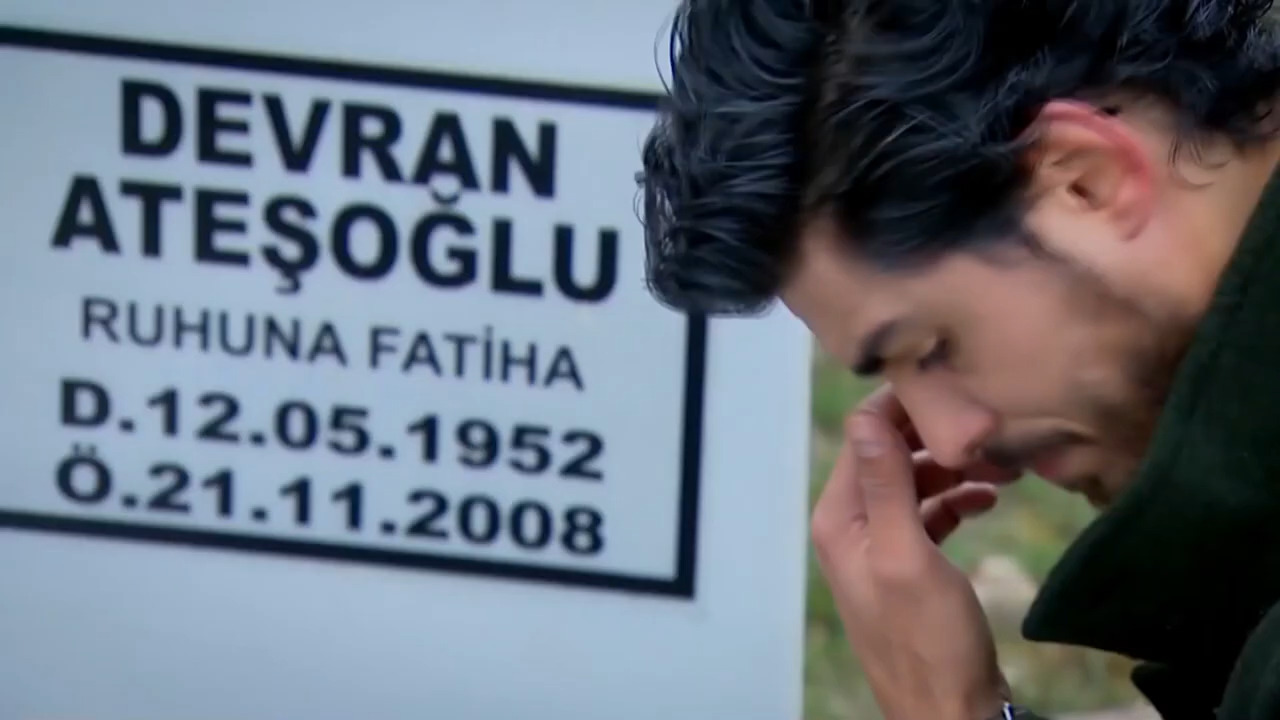 DEVRAN
ATEŞOĞLU
RUHUNA FATİHA
D.12.05.1952
Ö.21.11.2008